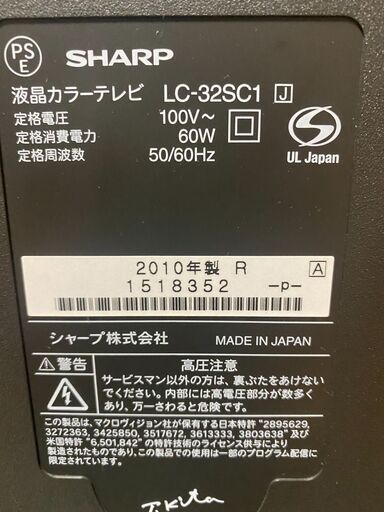 PS
E
SHARP
液晶カラーテレビ LC-32SC1 J
定格電圧 100V～
定格消費電力 60W
定格周波数 50/60Hz
UL Japan
2010年製 R A
1518352 -p-
シャープ株式会社 MADE IN JAPAN
警告 高圧注意
サービスマン以外の方は、裏ぶたをあけない
でください。内部には高電圧部分が数多く
あり、万一さわると危険です。
この製品は、マクロヴィジョン社が保有する日本特許 "2895629,
3272363, 3425850, 3517672, 3613333, 3803638" 及び
米国特許 "6,501,842" の特許技術のライセンス供与により
製造されたものであり、この製品での使用は一部のプログラム配信に
限定されます。